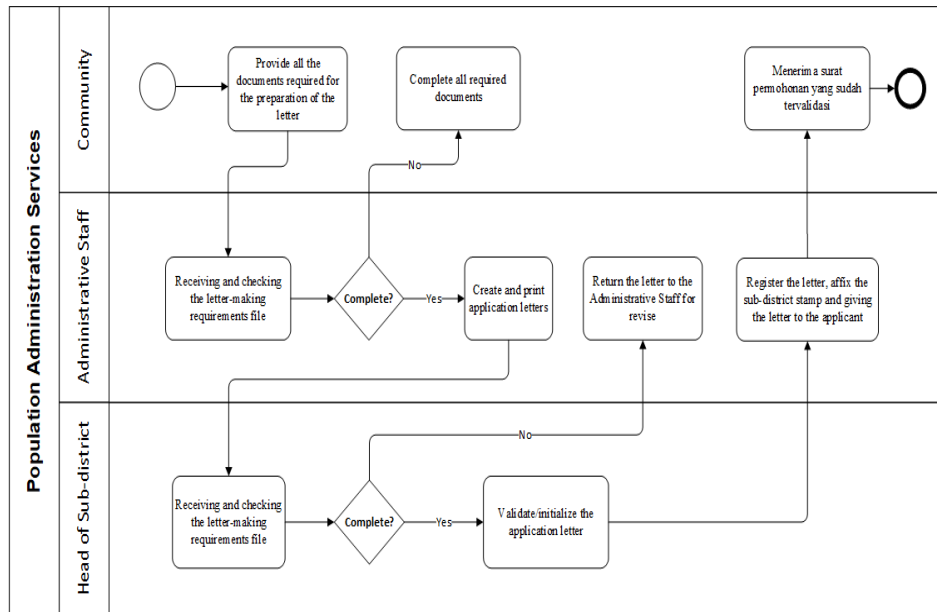 Population Administration Services
Community
Provide all the
documents required for
the preparation of the
letter
Complete all required
documents
Menerima surat
permohonan yang sudah
tervalidasi
No
Administrative Staff
Receiving and checking
the letter-making
requirements file
Complete?
Yes
Create and print
application letters
Return the letter to the
Administrative Staff for
revise
Register the letter, affix the
sub-district stamp and giving
the letter to the applicant
Head of Sub-district
No
Receiving and checking
the letter-making
requirements file
Complete?
Yes
Validate/initialize the
application letter